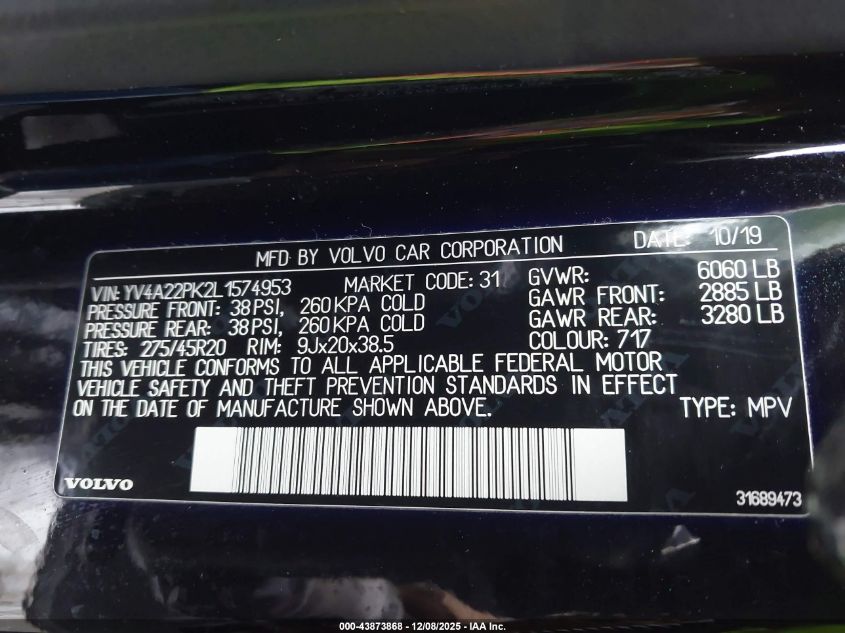 MFD BY VOLVO CAR CORPORATION DATE: 10/19
VIN: YV4A22PK2L1574953 MARKET CODE: 31 GVWR: 6060 LB
PRESSURE FRONT: 38 PSI, 260 KPA COLD GAWR FRONT: 2885 LB
PRESSURE REAR: 38 PSI, 260 KPA COLD GAWR REAR: 3280 LB
TIRES: 275/45R20 RIM: 9Jx20x38.5 COLOUR: 717
THIS VEHICLE CONFORMS TO ALL APPLICABLE FEDERAL MOTOR
VEHICLE SAFETY AND THEFT PREVENTION STANDARDS IN EFFECT
ON THE DATE OF MANUFACTURE SHOWN ABOVE. TYPE: MPV
VOLVO 31689473
000-43873868 - 12/08/2025 - IAA Inc.